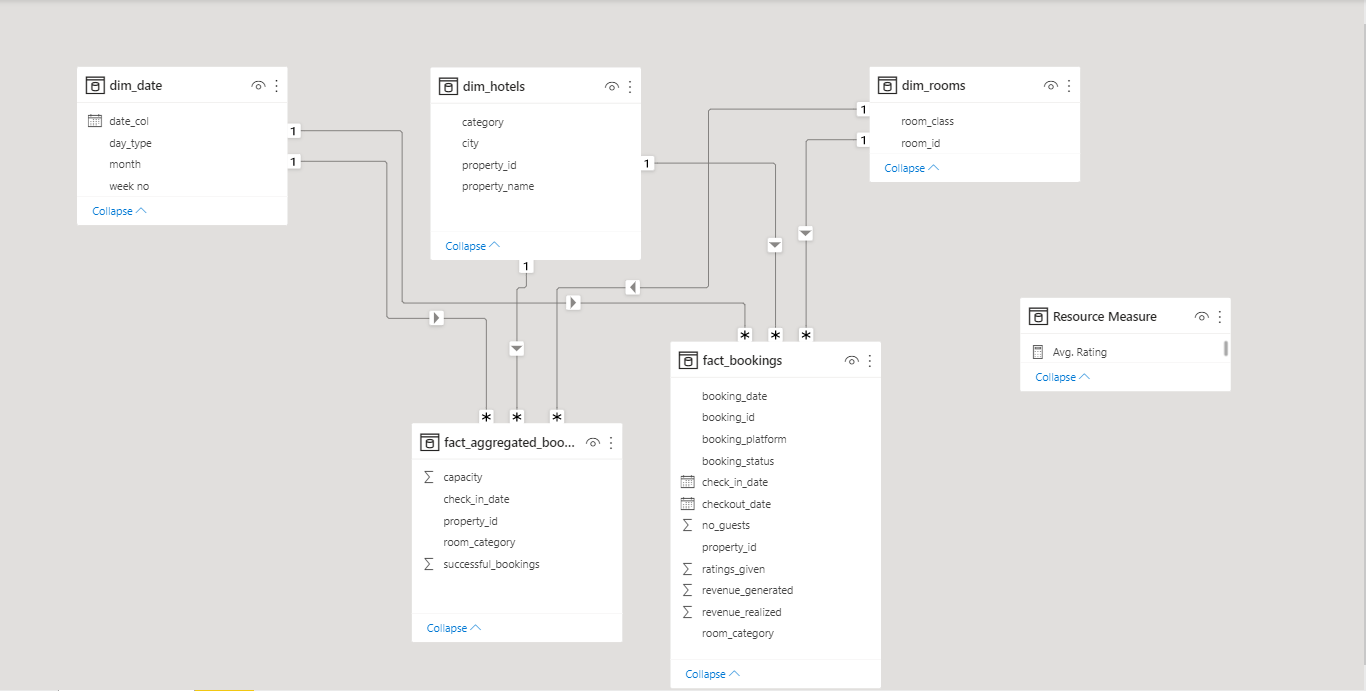 dim_date
date_col
day_type
month
week no
Collapse
1
1
dim_hotels
category
city
property_id
property_name
Collapse
1
1
dim_rooms
room_class
room_id
Collapse
1
1
Resource Measure
Avg. Rating
Collapse
* * *
fact_bookings
booking_date
booking_id
booking_platform
booking_status
check_in_date
checkout_date
no_guests
property_id
ratings_given
revenue_generated
revenue_realized
room_category
Collapse
* * *
fact_aggregated_boo...
Σ capacity
check_in_date
property_id
room_category
Σ successful_bookings
Collapse